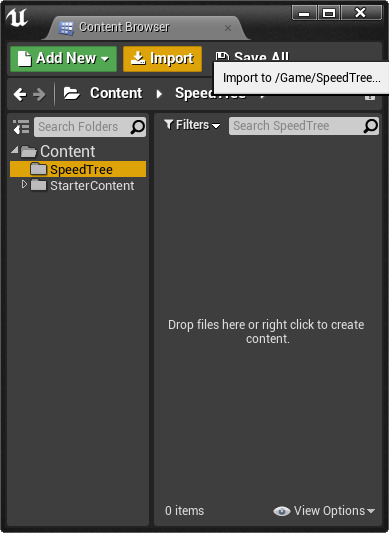 Content Browser
Add New
Import
Save All
Import to /Game/SpeedTree...
Content
SpeedTree
Search Folders
Filters
Search SpeedTree
Content
SpeedTree
StarterContent
Drop files here or right click to create
content.
0 items
View Options